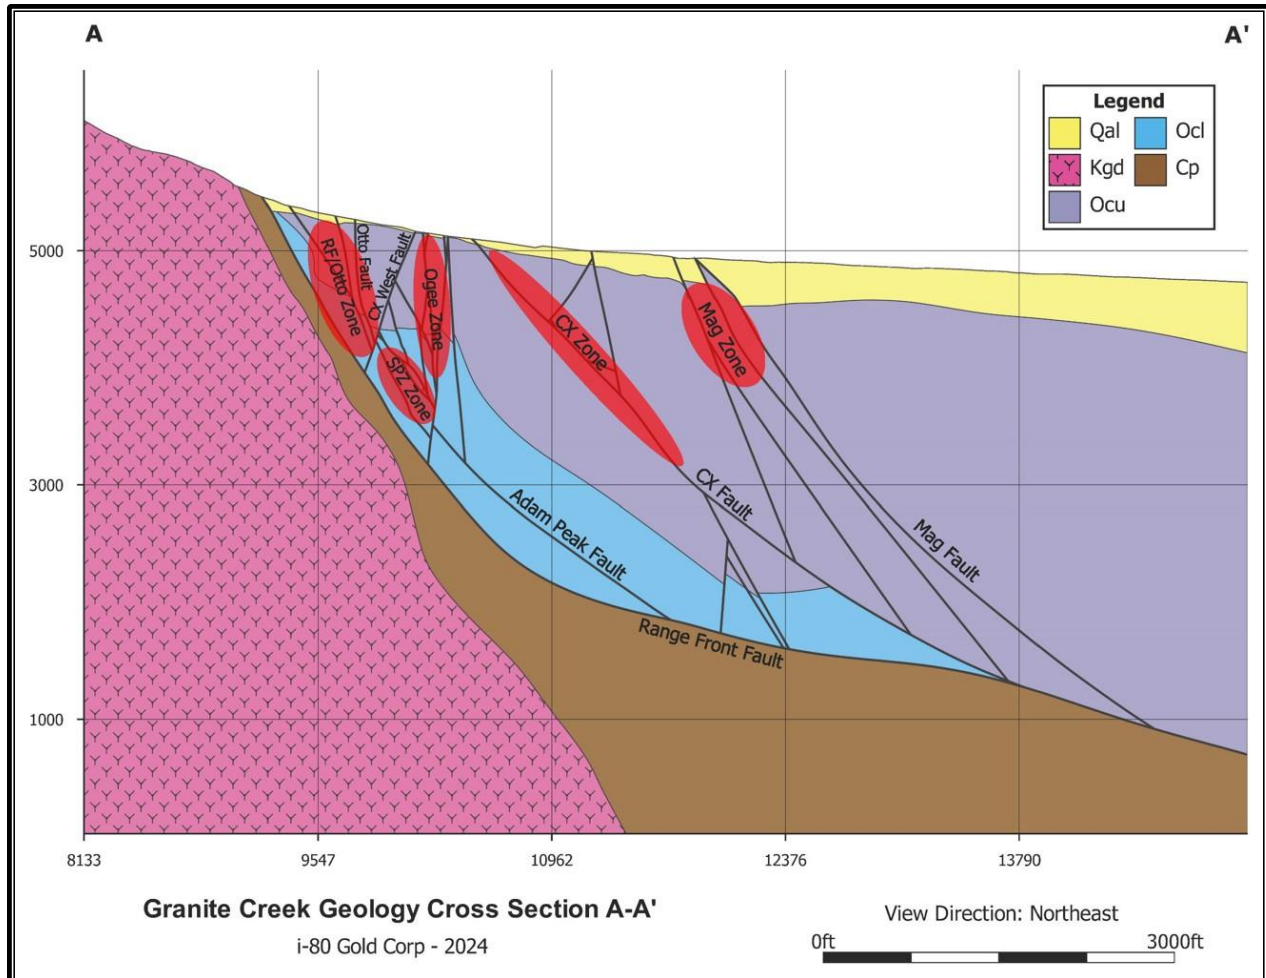 A
A'
Legend
Qal
Ocl
Kgd
Cp
Ocu
5000
3000
1000
RF/Otto Zone
Otto Fault
CX West Fault
Ogee Zone
SPZ Zone
CX Zone
Mag Zone
CX Fault
Adam Peak Fault
Mag Fault
Range Front Fault
8133
9547
10962
12376
13790
Granite Creek Geology Cross Section A-A'
i-80 Gold Corp - 2024
View Direction: Northeast
0ft
3000ft